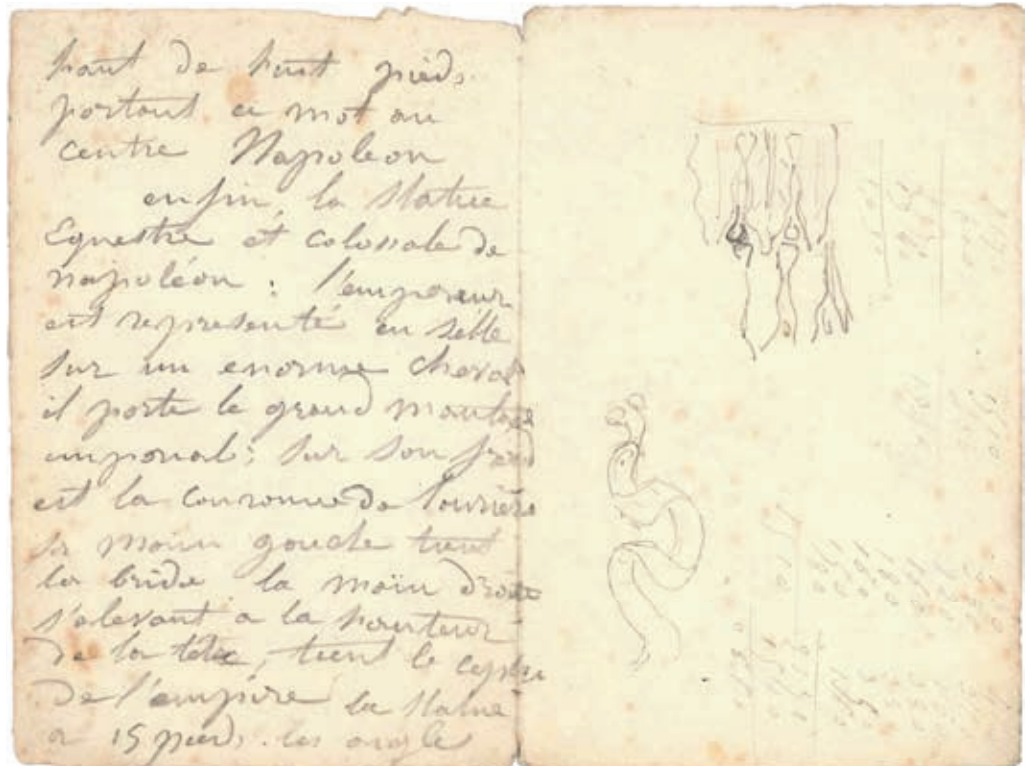 haut de huit pieds
portant ce mot au
centre Napoleon
enfin, la statue
Equestre et colossale de
napoléon : l'empereur
est representé en selle
sur un enorme cheval
il porte le grand manteau
imperial; sur son front
est la couronne de lauriers
sa main gauche tient
la bride la main droite
s'elevant a la hauteur
de la tête, tient le ceptre
de l'empire la statue
a 15 pieds. les angles